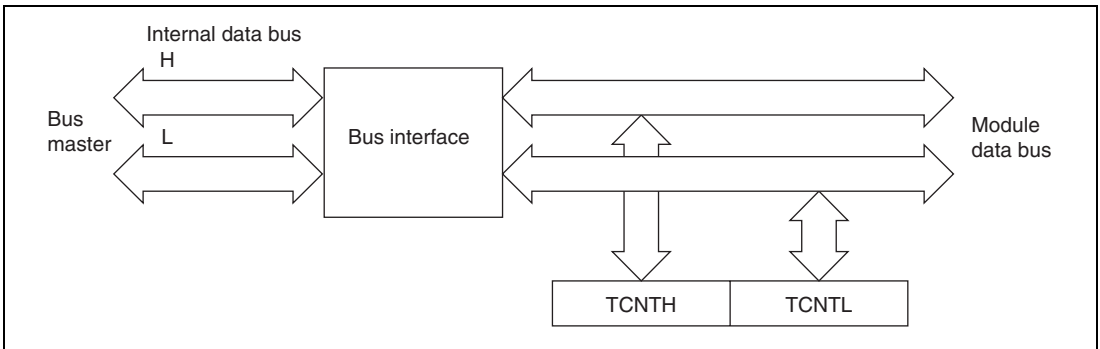 Internal data bus
H
Bus
master
L
Bus interface
Module
data bus
TCNTH
TCNTL